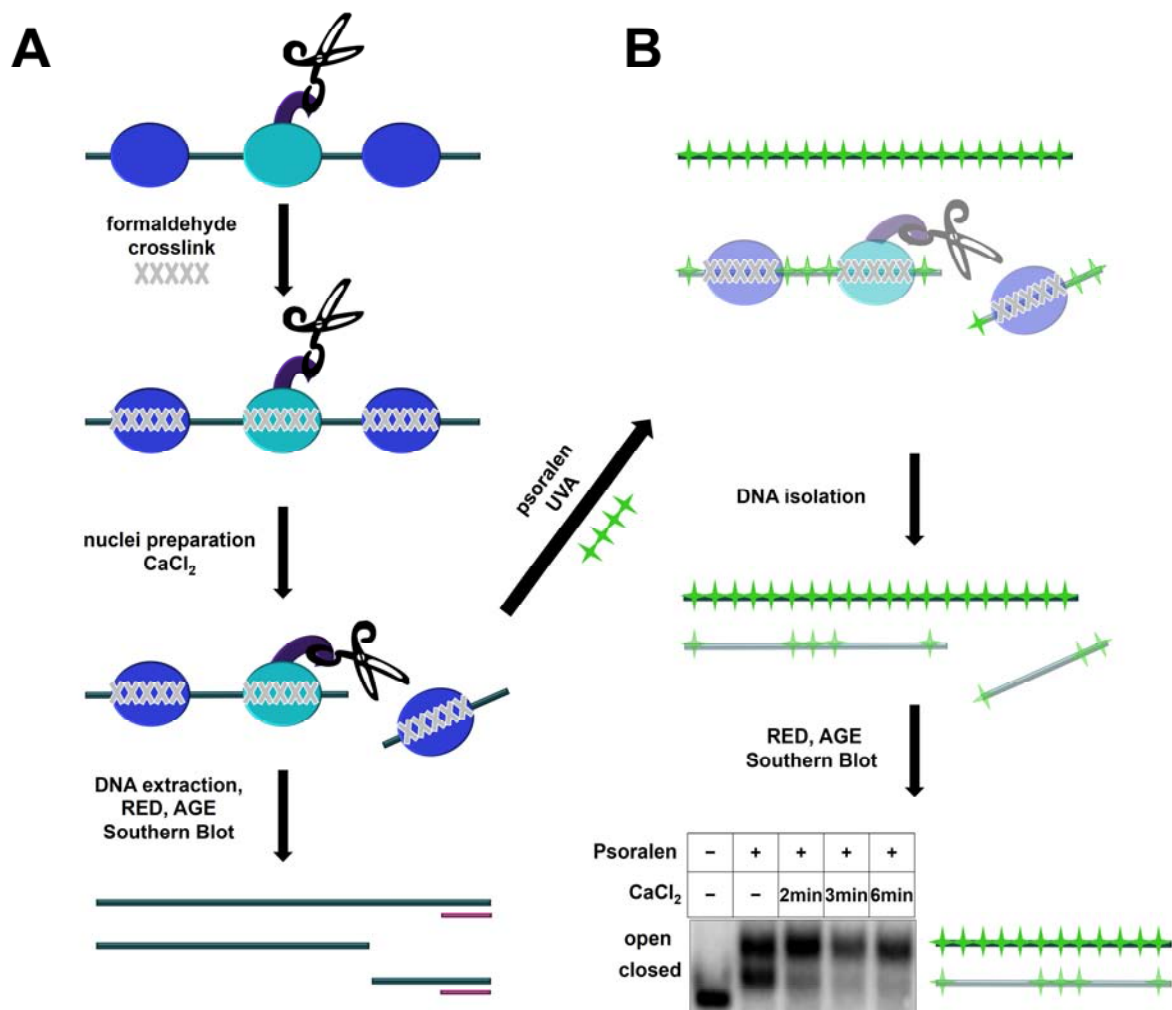 A
B
formaldehyde
crosslink
XXXXX
nuclei preparation
CaCl₂
psoralen
UVA
DNA extraction,
RED, AGE
Southern Blot
DNA isolation
RED, AGE
Southern Blot
Psoralen − + + + +
CaCl₂ − − 2min 3min 6min
open
closed